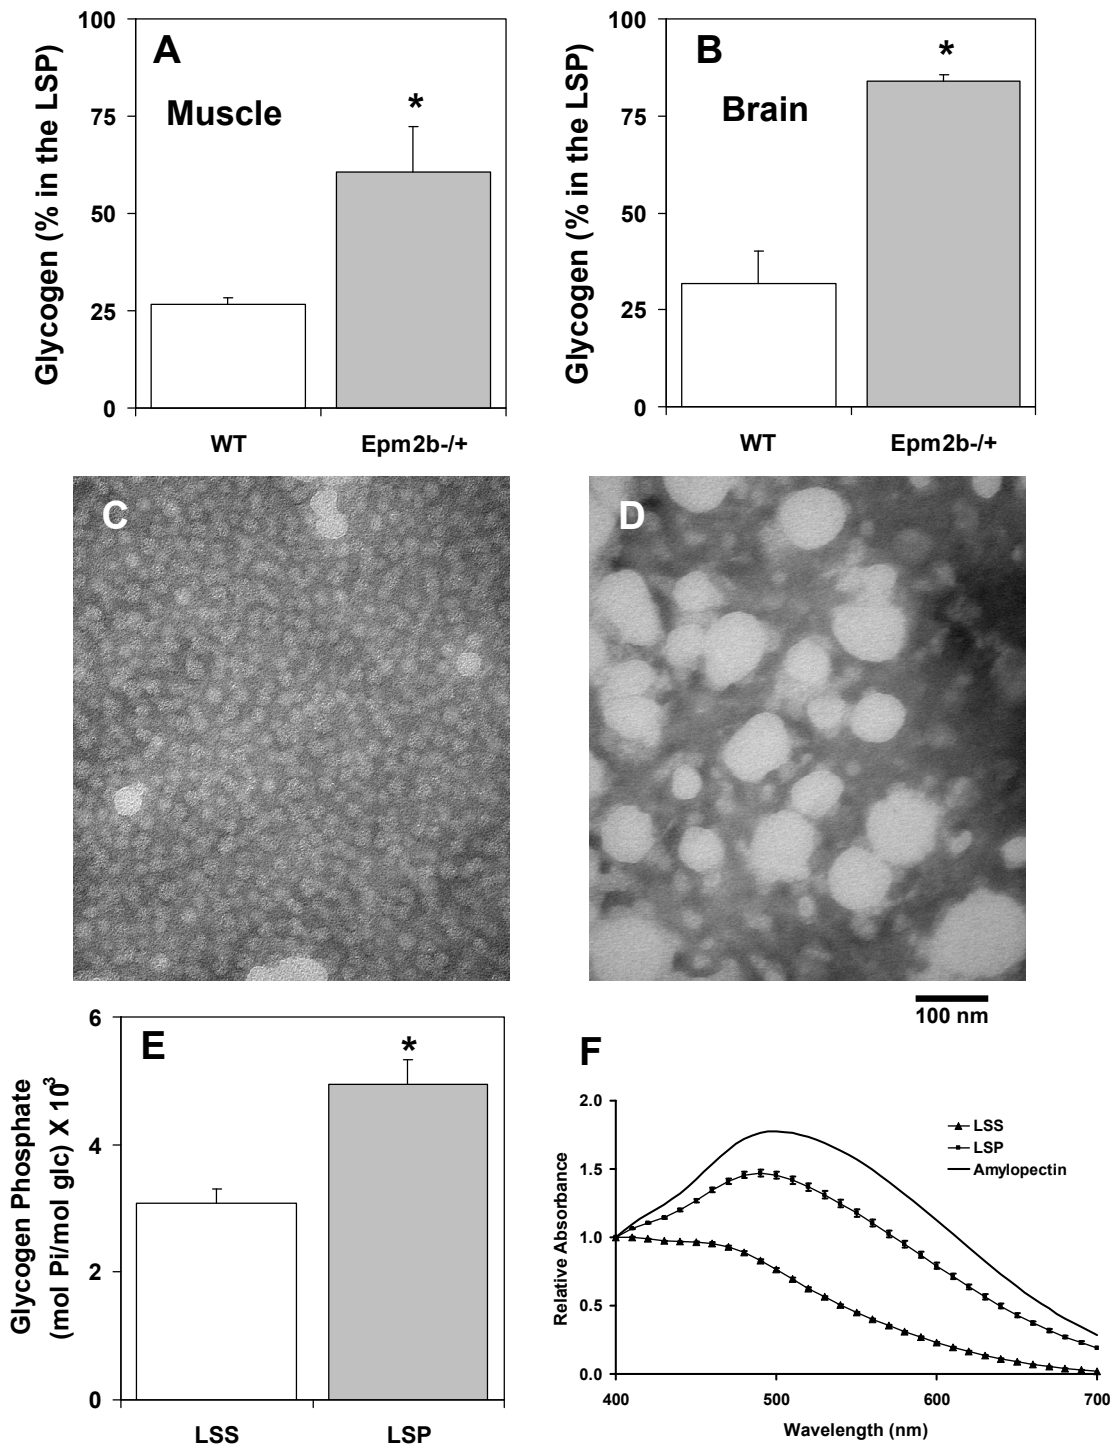 A
Muscle
*
Glycogen (% in the LSP)
100
75
50
25
0
WT
Epm2b-/+
B
Brain
*
Glycogen (% in the LSP)
100
75
50
25
0
WT
Epm2b-/+
C
D
100 nm
E
*
Glycogen Phosphate
(mol Pi/mol glc) X 10³
6
4
2
0
LSS
LSP
F
LSS
LSP
Amylopectin
Relative Absorbance
2.0
1.5
1.0
0.5
0.0
400
500
600
700
Wavelength (nm)